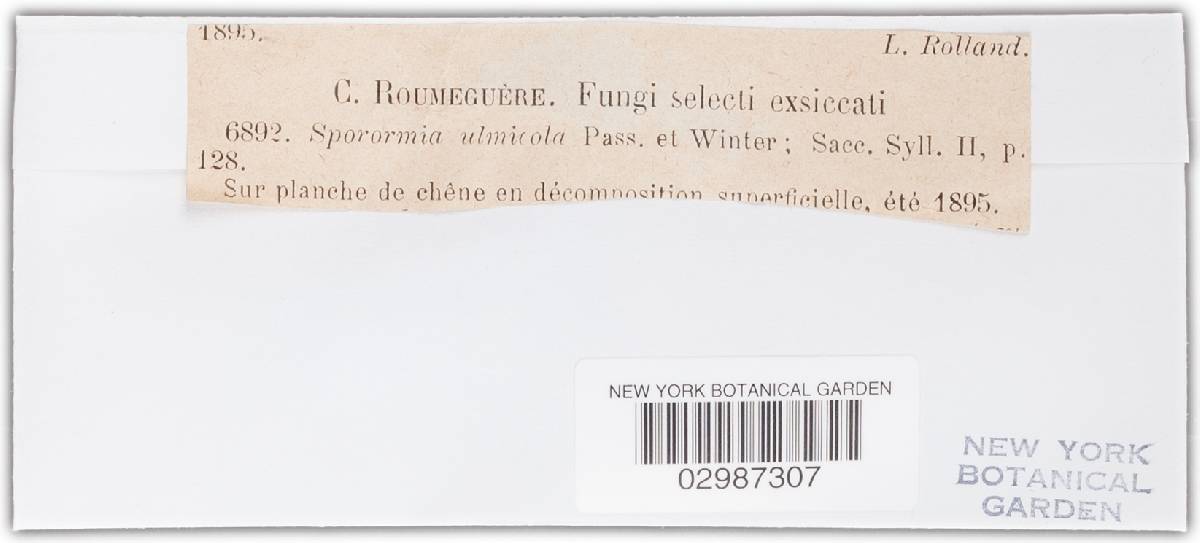 1895.
L. Rolland.
C. ROUMEGUÈRE. Fungi selecti exsiccati
6892. Sporormia ulmicola Pass. et Winter; Sacc. Syll. II, p.
128.
Sur planche de chêne en décomposition superficielle, été 1895.
NEW YORK BOTANICAL GARDEN
02987307
NEW YORK
BOTANICAL
GARDEN